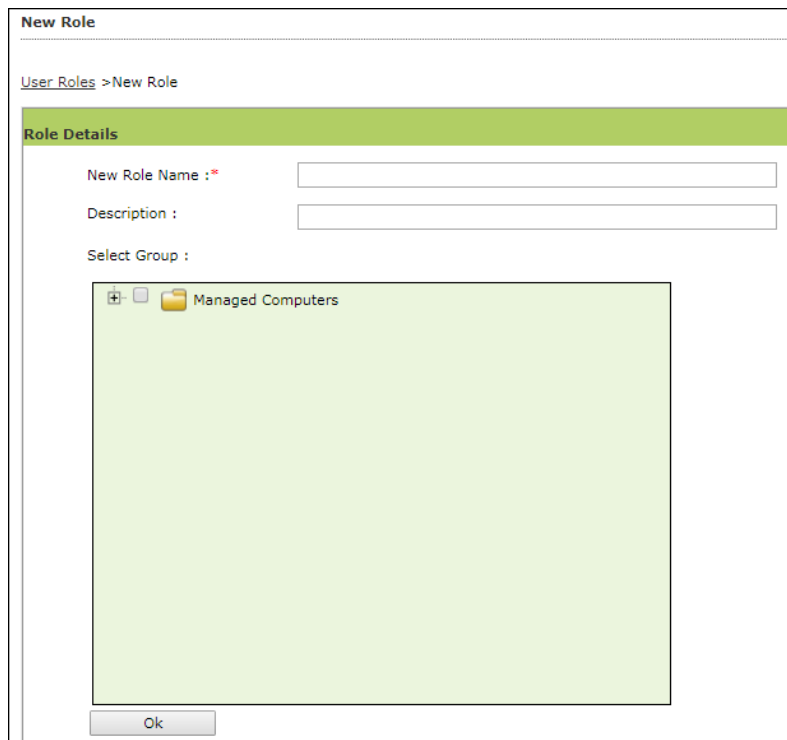 New Role
User Roles >New Role
Role Details
New Role Name :*
Description :
Select Group :
Managed Computers
Ok